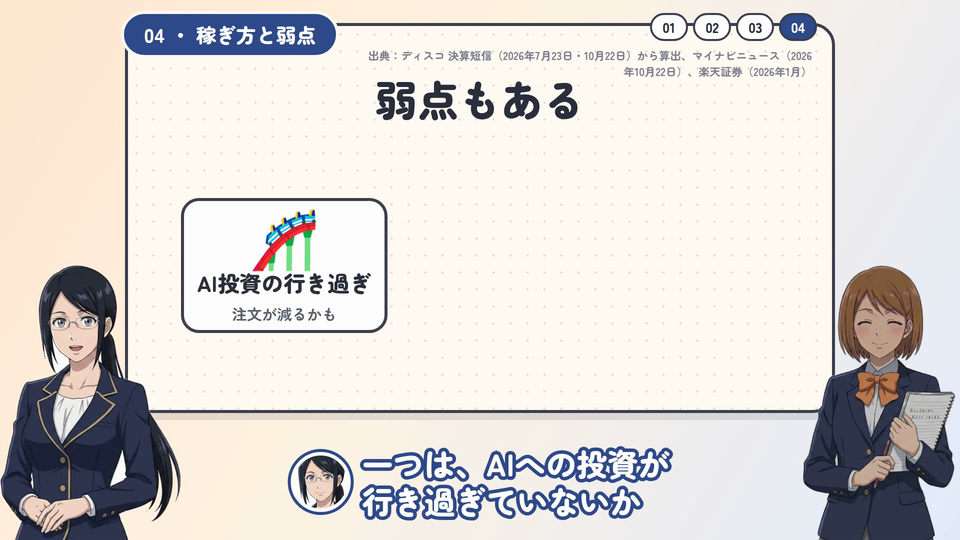 04 ・ 稼ぎ方と弱点
01 02 03 04
出典：ディスコ 決算短信（2026年7月23日・10月22日）から算出、マイナビニュース（2026
年10月22日）、楽天証券（2026年1月）
弱点もある
AI投資の行き過ぎ
注文が減るかも
一つは、AIへの投資が
行き過ぎていないか